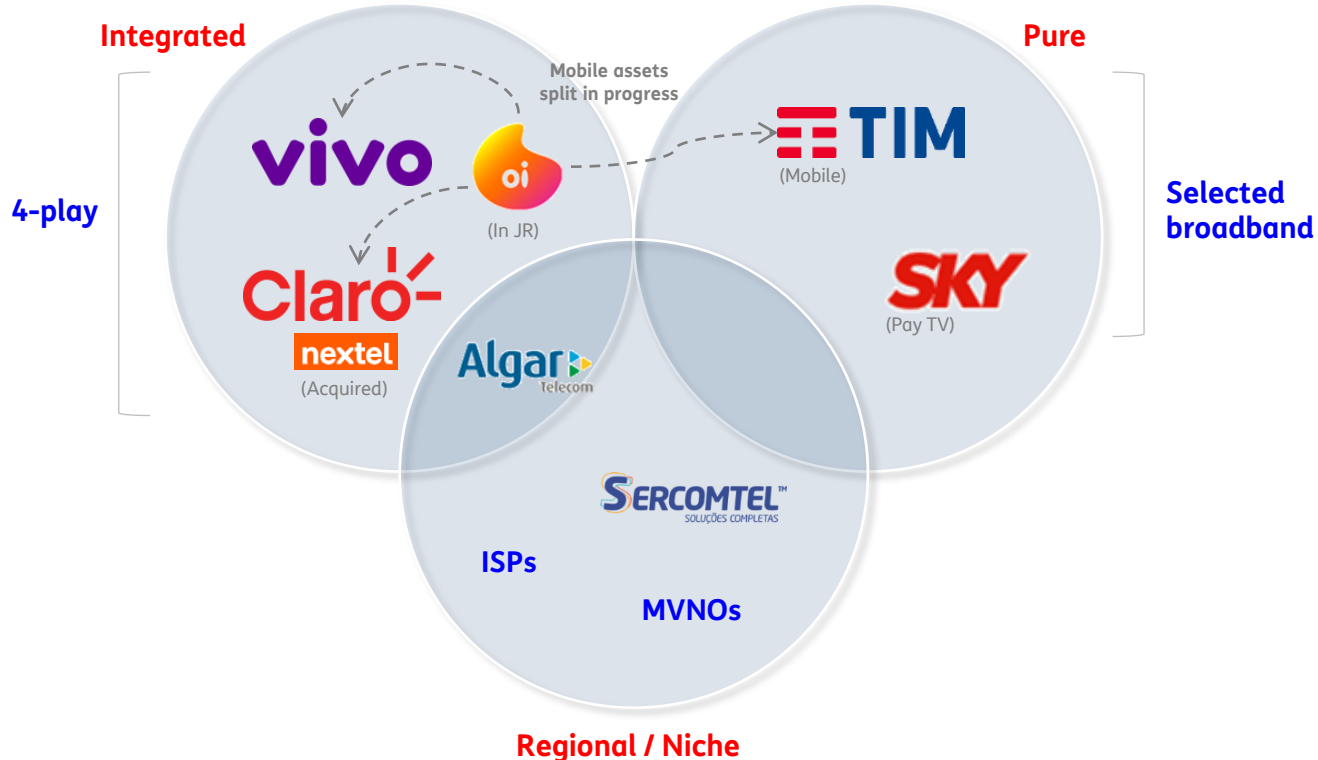 Integrated
Pure
Mobile assets
split in progress
vivo
oi
(In JR)
TIM
(Mobile)
4-play
Selected
broadband
Claro
nextel
(Acquired)
SKY
(Pay TV)
Algar
Telecom
SERCOMTEL™
SOLUÇÕES COMPLETAS
ISPs
MVNOs
Regional / Niche